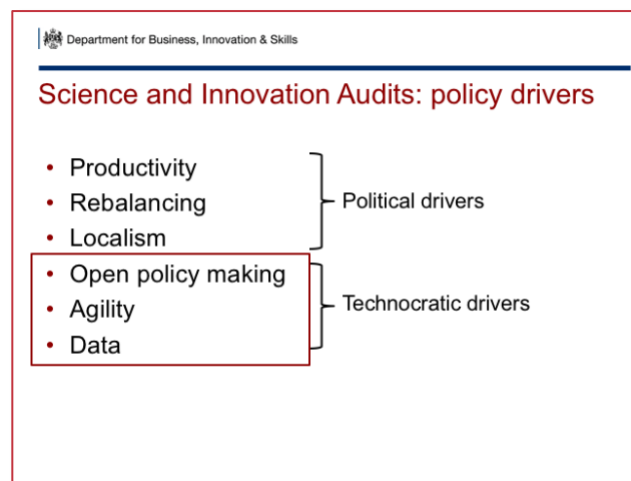 Department for Business, Innovation & Skills
Science and Innovation Audits: policy drivers
• Productivity
• Rebalancing
• Localism
Political drivers
• Open policy making
• Agility
• Data
Technocratic drivers